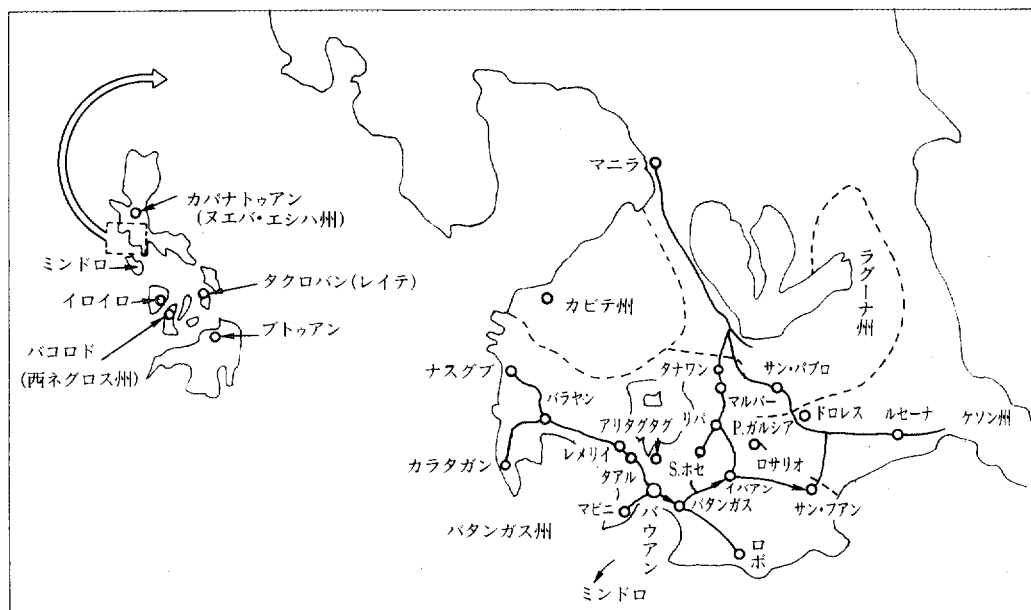 カバナトゥアン
(ヌエバ・エシハ州)
ミンドロ
イロイロ
タクロバン(レイテ)
ブトゥアン
バコロド
(西ネグロス州)
マニラ
ラグーナ州
カビテ州
ナスグブ
バラヤン
カラタガン
タナワン
サン・パブロ
マルバー
ドロレス
ルセーナ
ケソン州
アリタグタグ
リパ
P.ガルシア
レメリイ
タアル
S.ホセ
ロサリオ
イバアン
マビニ
バウアン
バタンガス
サン・フアン
バタンガス州
ロボ
ミンドロ